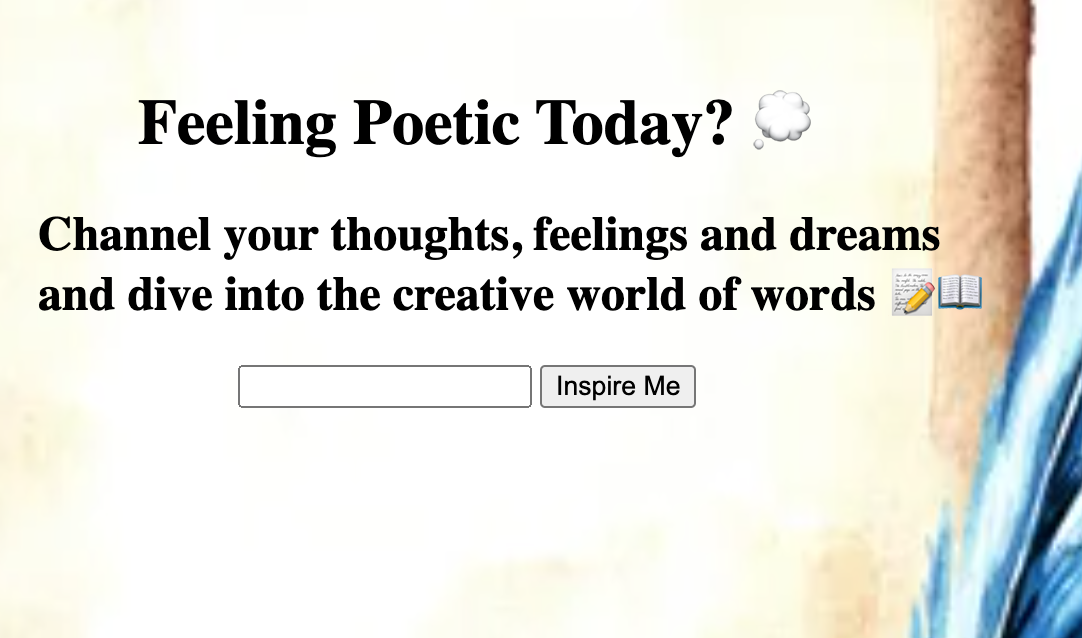 Feeling Poetic Today? 💭
Channel your thoughts, feelings and dreams
and dive into the creative world of words 📝📖
Inspire Me